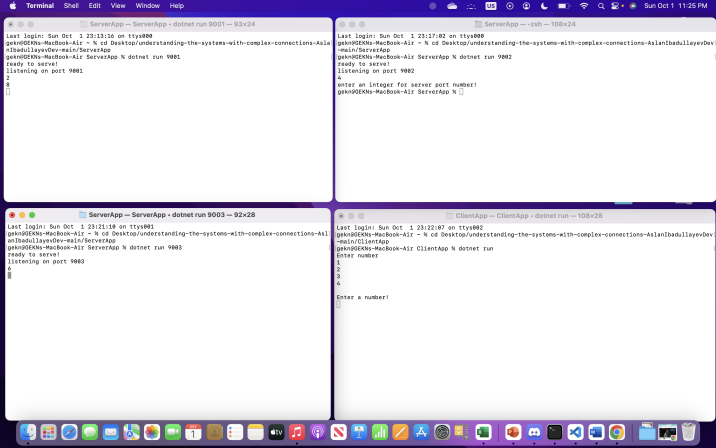 Terminal Shell Edit View Window Help
US
Sun Oct 1 11:25 PM
ServerApp — ServerApp • dotnet run 9001 — 93×24
Last login: Sun Oct 1 23:13:16 on ttys000
gekn@GEKNs-MacBook-Air ~ % cd Desktop/understanding-the-systems-with-complex-connections-Aslan
IbadullayevDev-main/ServerApp
gekn@GEKNs-MacBook-Air ServerApp % dotnet run 9001
ready to serve!
listening on port 9001
2
8
ServerApp — -zsh — 108×24
Last login: Sun Oct 1 23:17:02 on ttys000
gekn@GEKNs-MacBook-Air ~ % cd Desktop/understanding-the-systems-with-complex-connections-AslanIbadullayevDev
-main/ServerApp
gekn@GEKNs-MacBook-Air ServerApp % dotnet run 9002
ready to serve!
listening on port 9002
4
enter an integer for server port number!
gekn@GEKNs-MacBook-Air ServerApp %
ServerApp — ServerApp • dotnet run 9003 — 92×28
Last login: Sun Oct 1 23:21:10 on ttys001
gekn@GEKNs-MacBook-Air ~ % cd Desktop/understanding-the-systems-with-complex-connections-Asl
anIbadullayevDev-main/ServerApp
gekn@GEKNs-MacBook-Air ServerApp % dotnet run 9003
ready to serve!
listening on port 9003
6
ClientApp — ClientApp • dotnet run — 108×28
Last login: Sun Oct 1 23:22:07 on ttys002
gekn@GEKNs-MacBook-Air ~ % cd Desktop/understanding-the-systems-with-complex-connections-AslanIbadullayevDev
-main/ClientApp
gekn@GEKNs-MacBook-Air ClientApp % dotnet run
Enter number
1
2
3
4
Enter a number!
1
tv